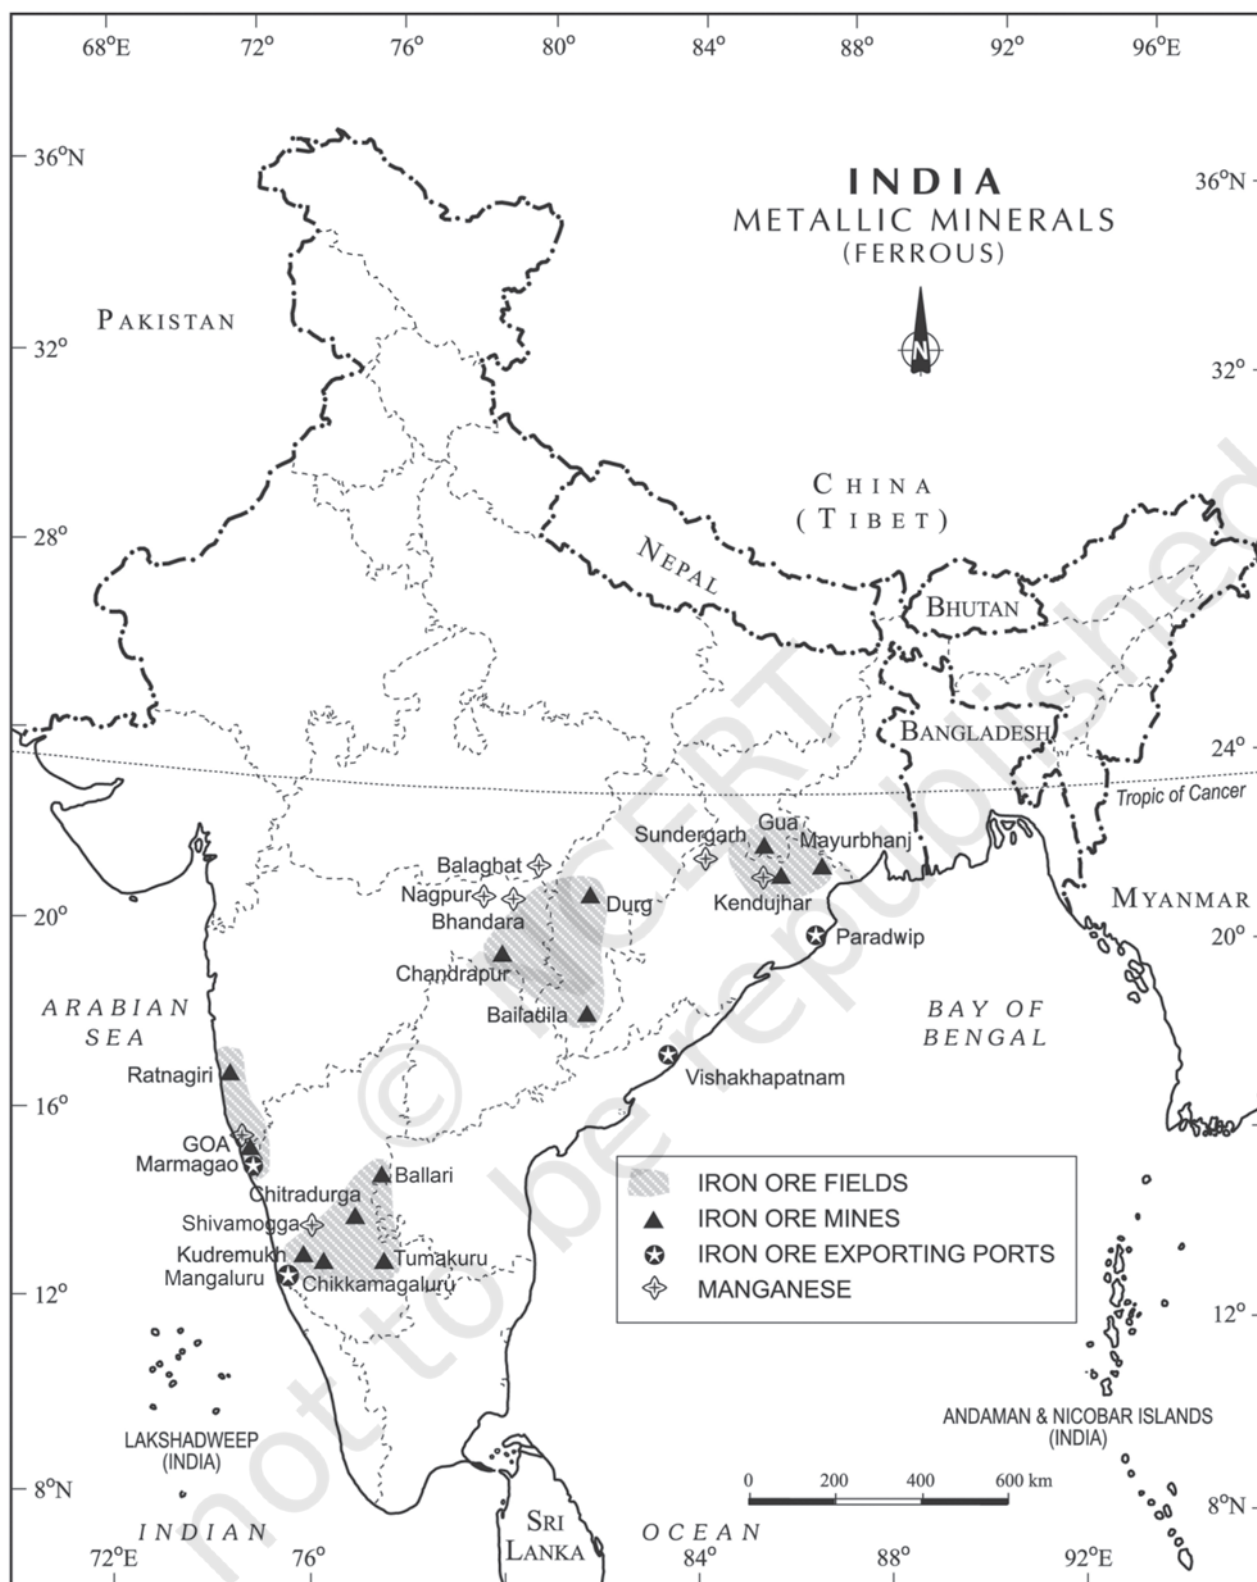 68°E 72° 76° 80° 84° 88° 92° 96°E
36°N
INDIA
36°N
METALLIC MINERALS
(FERROUS)
PAKISTAN
N
32°
32°
CHINA
(TIBET)
28°
NEPAL
BHUTAN
BANGLADESH
24°
Tropic of Cancer
Sundergarh Gua Mayurbhanj
Balaghat
Nagpur
Bhandara
Durg
Kendujhar
MYANMAR
20°
20°
Paradwip
Chandrapur
Bailadila
ARABIAN
SEA
BAY OF
BENGAL
Ratnagiri
Vishakhapatnam
16°
GOA
Marmagao
Ballari
Chitradurga
Shivamogga
Kudremukh
Tumakuru
Mangaluru
Chikkamagaluru
IRON ORE FIELDS
IRON ORE MINES
IRON ORE EXPORTING PORTS
MANGANESE
12°
12°
LAKSHADWEEP
(INDIA)
ANDAMAN & NICOBAR ISLANDS
(INDIA)
0 200 400 600 km
8°N
8°N
SRI
LANKA
INDIAN OCEAN
72°E 76° 84° 88° 92°E
© NCERT
not to be republished